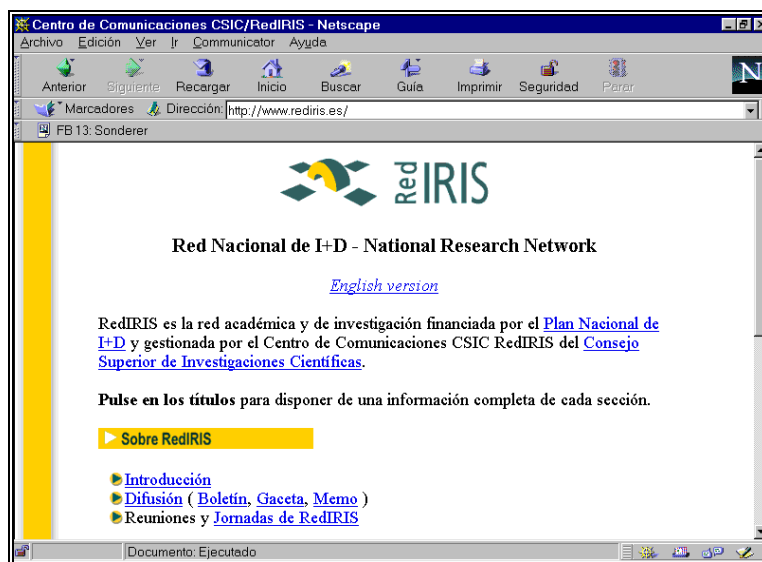 Centro de Comunicaciones CSIC/RedIRIS - Netscape
Archivo Edición Ver Ir Communicator Ayuda
Anterior Siguiente Recargar Inicio Buscar Guía Imprimir Seguridad Parar
N
Marcadores Dirección: http://www.rediris.es/
FB 13: Sonderer
Red IRIS
Red Nacional de I+D - National Research Network
English version
RedIRIS es la red académica y de investigación financiada por el Plan Nacional de
I+D y gestionada por el Centro de Comunicaciones CSIC RedIRIS del Consejo
Superior de Investigaciones Científicas.
Pulse en los títulos para disponer de una información completa de cada sección.
Sobre RedIRIS
Introducción
Difusión ( Boletín, Gaceta, Memo )
Reuniones y Jornadas de RedIRIS
Documento: Ejecutado